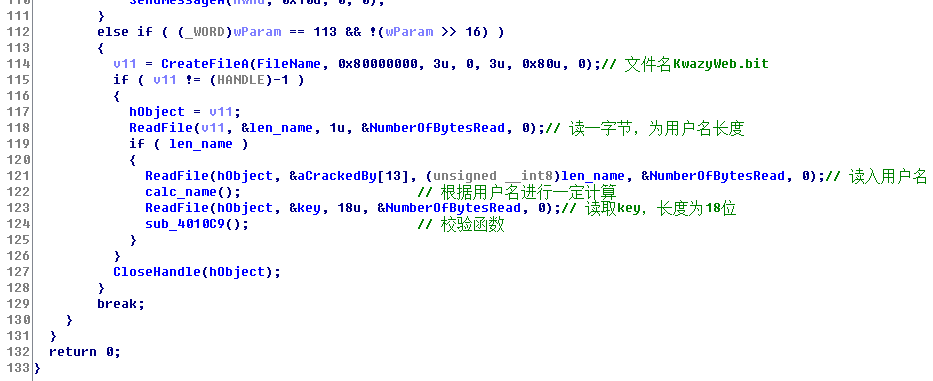 110 SendMessageA(hWnd, 0x10u, 0, 0);
111 }
112 else if ( (_WORD)wParam == 113 && !(wParam >> 16) )
113 {
114 v11 = CreateFileA(FileName, 0x80000000, 3u, 0, 3u, 0x80u, 0);// 文件名KwazyWeb.bit
115 if ( v11 != (HANDLE)-1 )
116 {
117 hObject = v11;
118 ReadFile(v11, &len_name, 1u, &NumberOfBytesRead, 0);// 读一字节，为用户名长度
119 if ( len_name )
120 {
121 ReadFile(hObject, &aCrackedBy[13], (unsigned __int8)len_name, &NumberOfBytesRead, 0);// 读入用户名
122 calc_name(); // 根据用户名进行一定计算
123 ReadFile(hObject, &key, 18u, &NumberOfBytesRead, 0);// 读取key，长度为18位
124 sub_4010C9(); // 校验函数
125 }
126 }
127 CloseHandle(hObject);
128 }
129 break;
130 }
131 }
132 return 0;
133 }